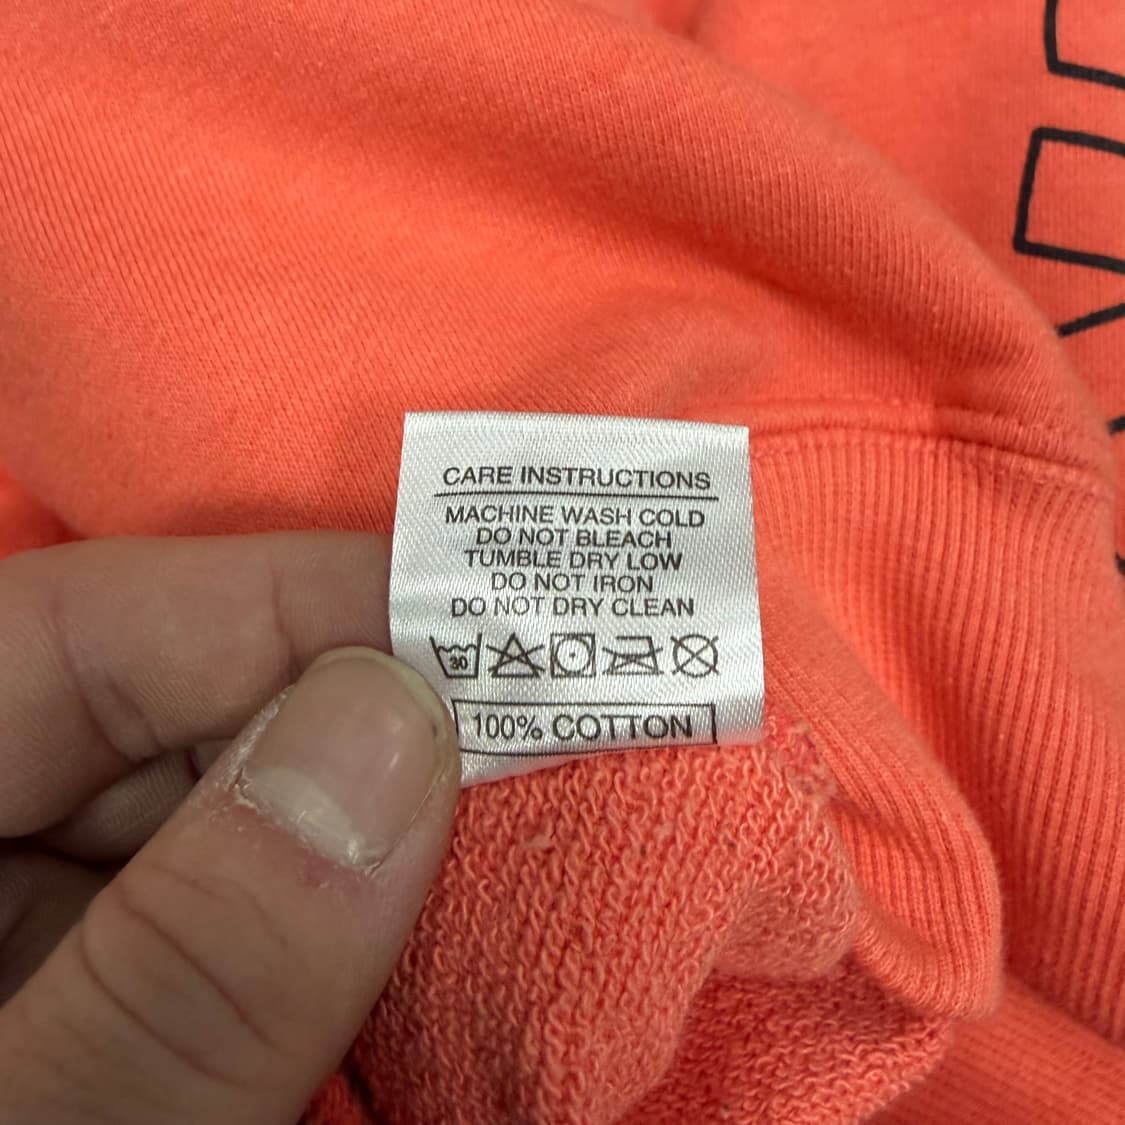 CARE INSTRUCTIONS
MACHINE WASH COLD
DO NOT BLEACH
TUMBLE DRY LOW
DO NOT IRON
DO NOT DRY CLEAN
30
100% COTTON